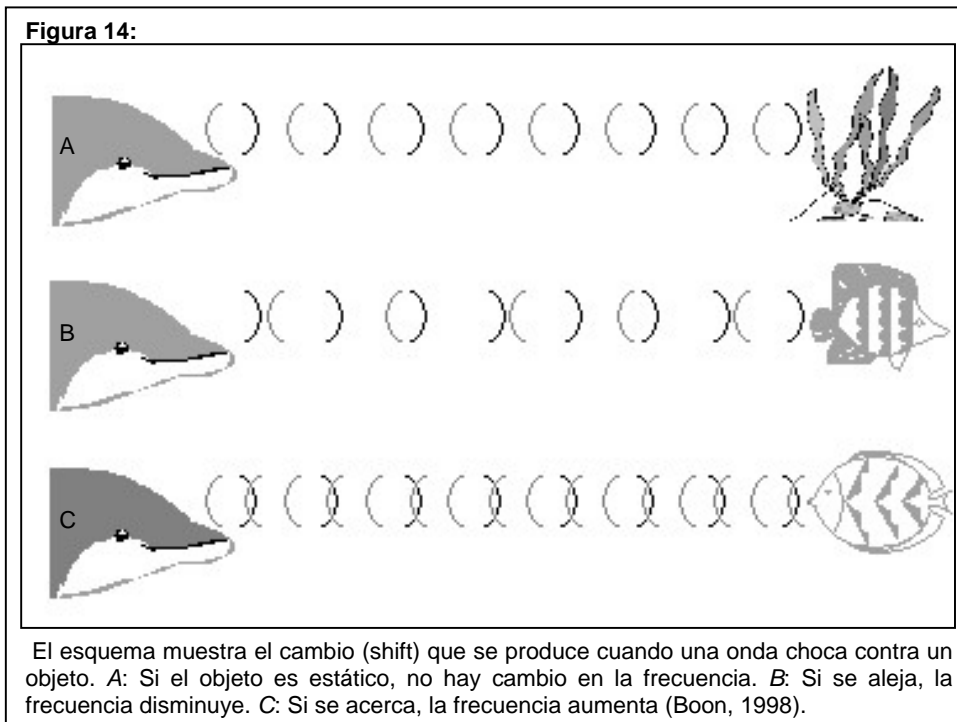 Figura 14:
A
B
C
El esquema muestra el cambio (shift) que se produce cuando una onda choca contra un
objeto. A: Si el objeto es estático, no hay cambio en la frecuencia. B: Si se aleja, la
frecuencia disminuye. C: Si se acerca, la frecuencia aumenta (Boon, 1998).